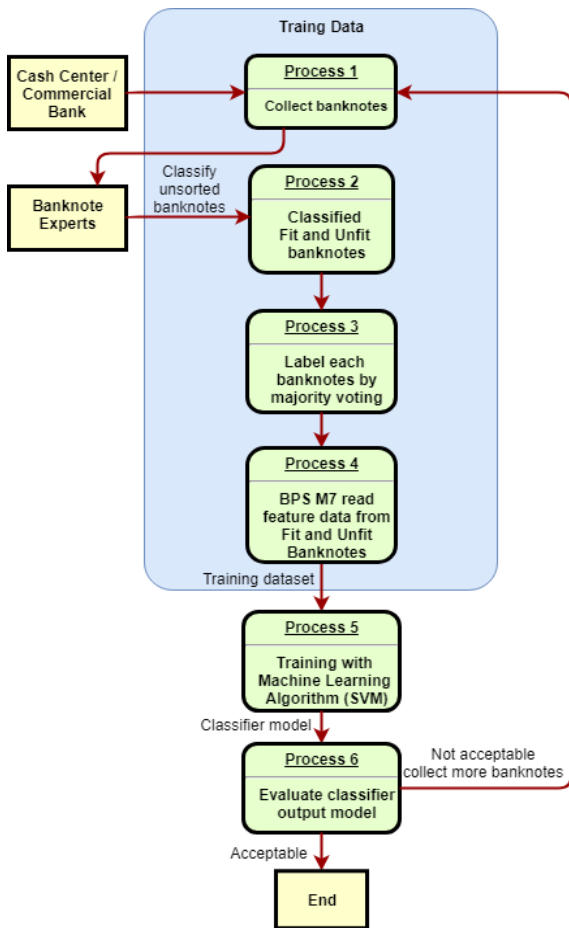 Traing Data
Process 1
Collect banknotes
Cash Center /
Commercial
Bank
Classify
unsorted
banknotes
Banknote
Experts
Process 2
Classified
Fit and Unfit
banknotes
Process 3
Label each
banknotes by
majority voting
Process 4
BPS M7 read
feature data from
Fit and Unfit
Banknotes
Training dataset
Process 5
Training with
Machine Learning
Algorithm (SVM)
Classifier model
Process 6
Evaluate classifier
output model
Not acceptable
collect more banknotes
Acceptable
End